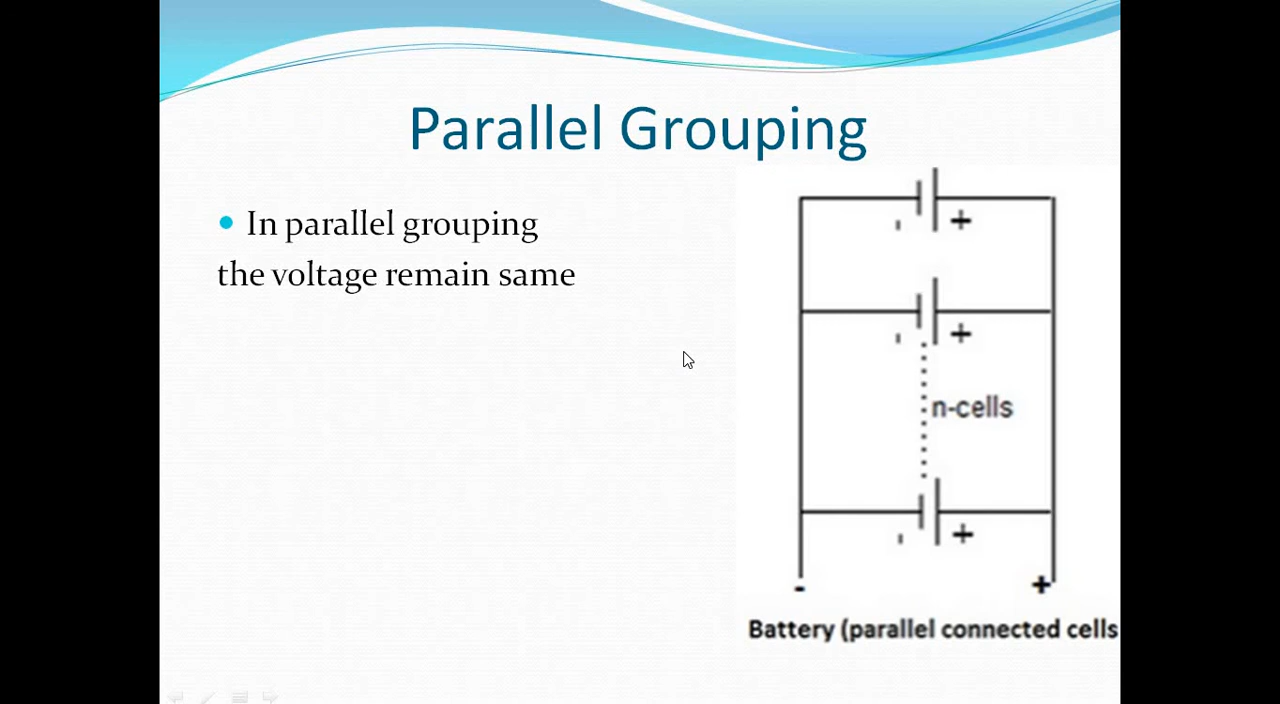 Parallel Grouping
In parallel grouping
the voltage remain same
- +
- +
n-cells
- +
- +
Battery (parallel connected cells